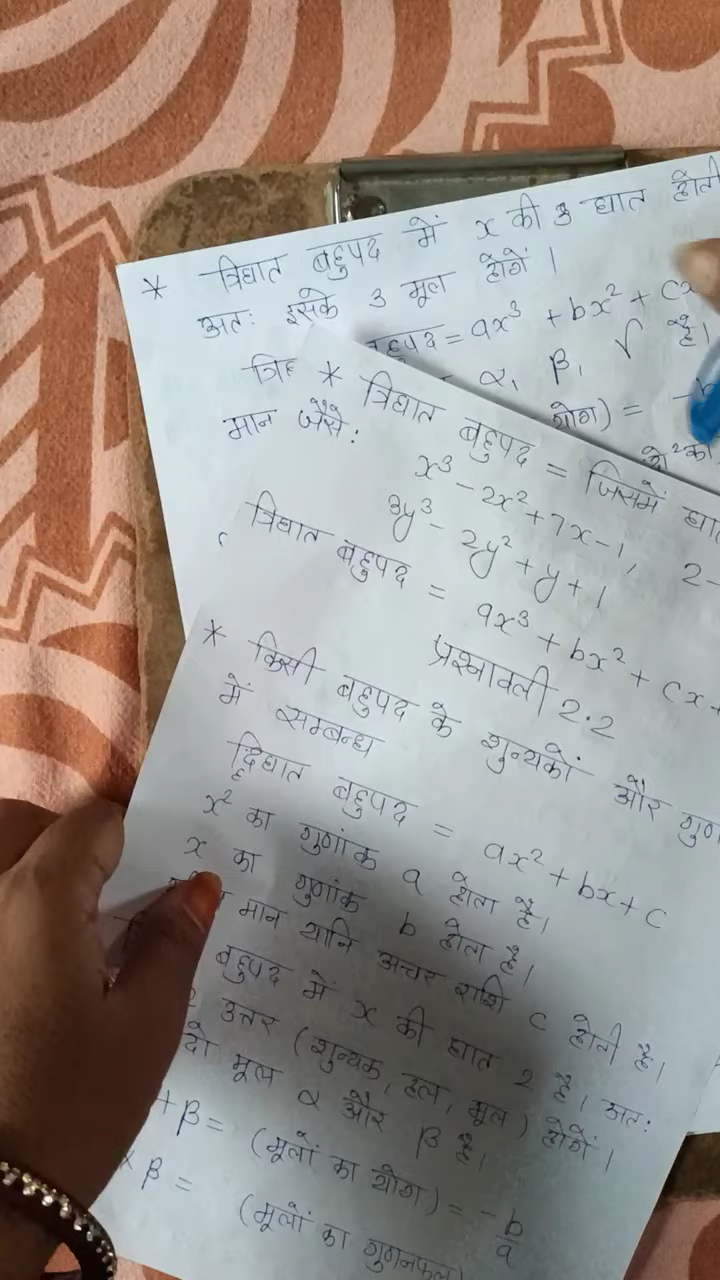 * त्रिघात बहुपद में x की 3 घात होती
अतः इसके 3 मूल होगें ।
बहुपद = ax³ + bx² + cx
α, β, γ है।
योग) = -b
मान जैसे:
* त्रिघात बहुपद = जिसमें घात
x³ - 2x² + 7x - 1, 2-
3y³ - 2y² + y + 1
त्रिघात बहुपद = ax³ + bx² + cx +
प्रश्नावली 2.2
* किसी बहुपद के शुन्यकों और गुण
में सम्बन्ध
द्विघात बहुपद = ax² + bx + c
x² का गुणांक a होता है।
x का गुणांक b होता है।
मान यानि अचर राशि c होती है।
बहुपद में x की घात 2 है। अतः
2 उत्तर (शुन्यक, हल, मूल) होगें ।
दो मूल α और β है।
+ β = (मूलों का योग) = -b/a
× β = (मूलों का गुणनफल)